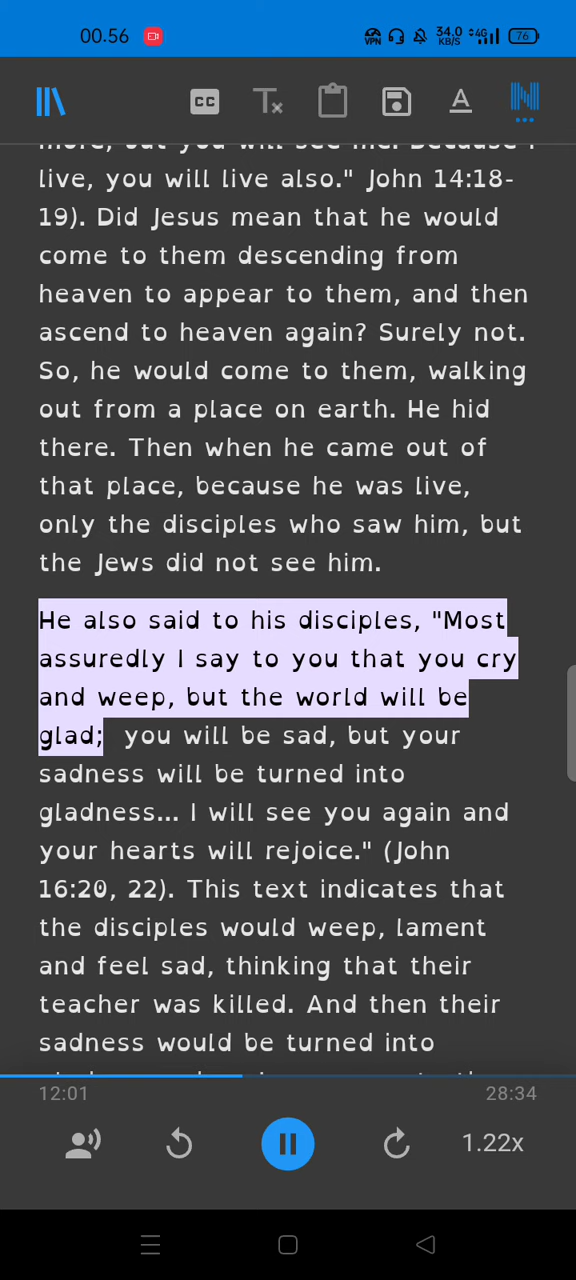 00.56
VPN
34.0
KB/S
4G
76
CC
live, you will live also." John 14:18-
19). Did Jesus mean that he would
come to them descending from
heaven to appear to them, and then
ascend to heaven again? Surely not.
So, he would come to them, walking
out from a place on earth. He hid
there. Then when he came out of
that place, because he was live,
only the disciples who saw him, but
the Jews did not see him.
He also said to his disciples, "Most
assuredly I say to you that you cry
and weep, but the world will be
glad; you will be sad, but your
sadness will be turned into
gladness... I will see you again and
your hearts will rejoice." (John
16:20, 22). This text indicates that
the disciples would weep, lament
and feel sad, thinking that their
teacher was killed. And then their
sadness would be turned into
12:01
28:34
1.22x